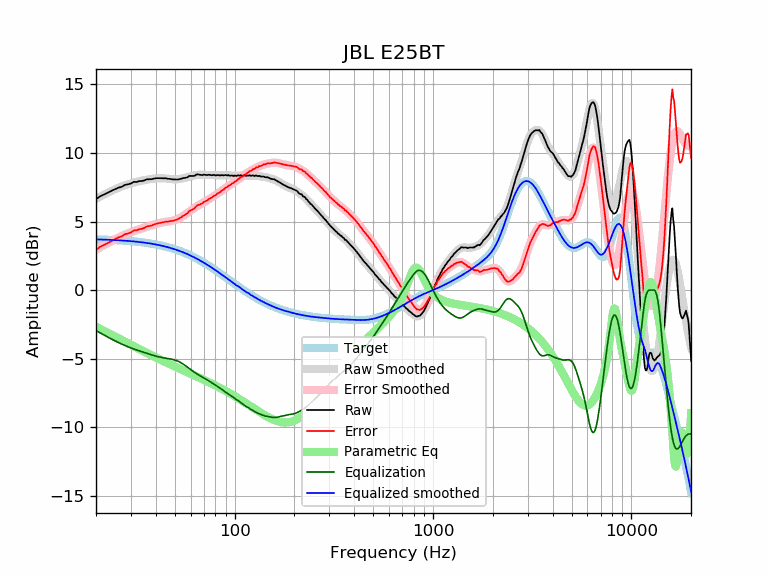 JBL E25BT
Amplitude (dBr)
15
10
5
0
−5
−10
−15
Target
Raw Smoothed
Error Smoothed
Raw
Error
Parametric Eq
Equalization
Equalized smoothed
100
1000
10000
Frequency (Hz)